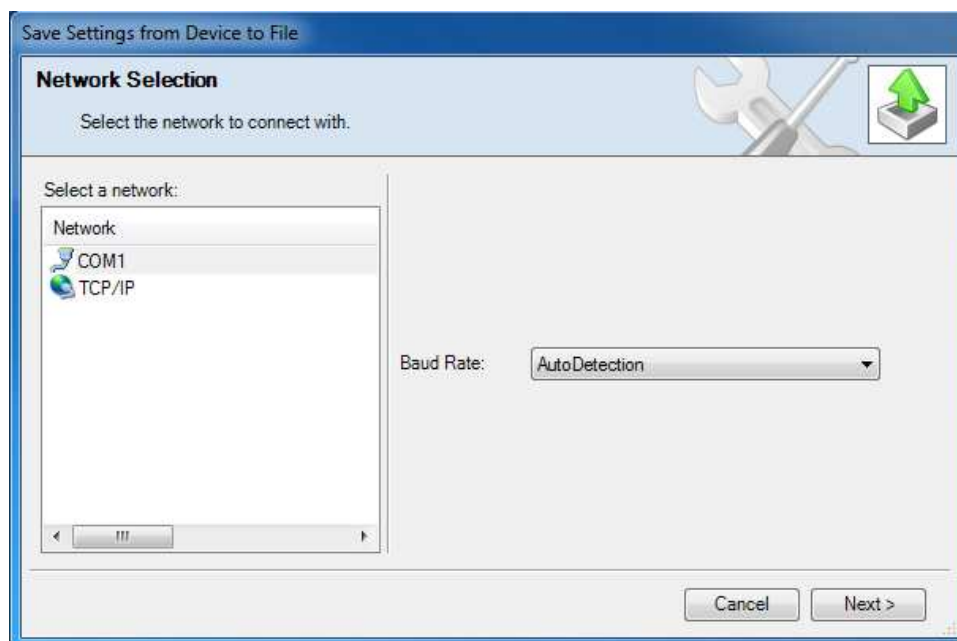 Save Settings from Device to File
Network Selection
Select the network to connect with.
Select a network:
Network
COM1
TCP/IP
Baud Rate:
AutoDetection
Cancel
Next >